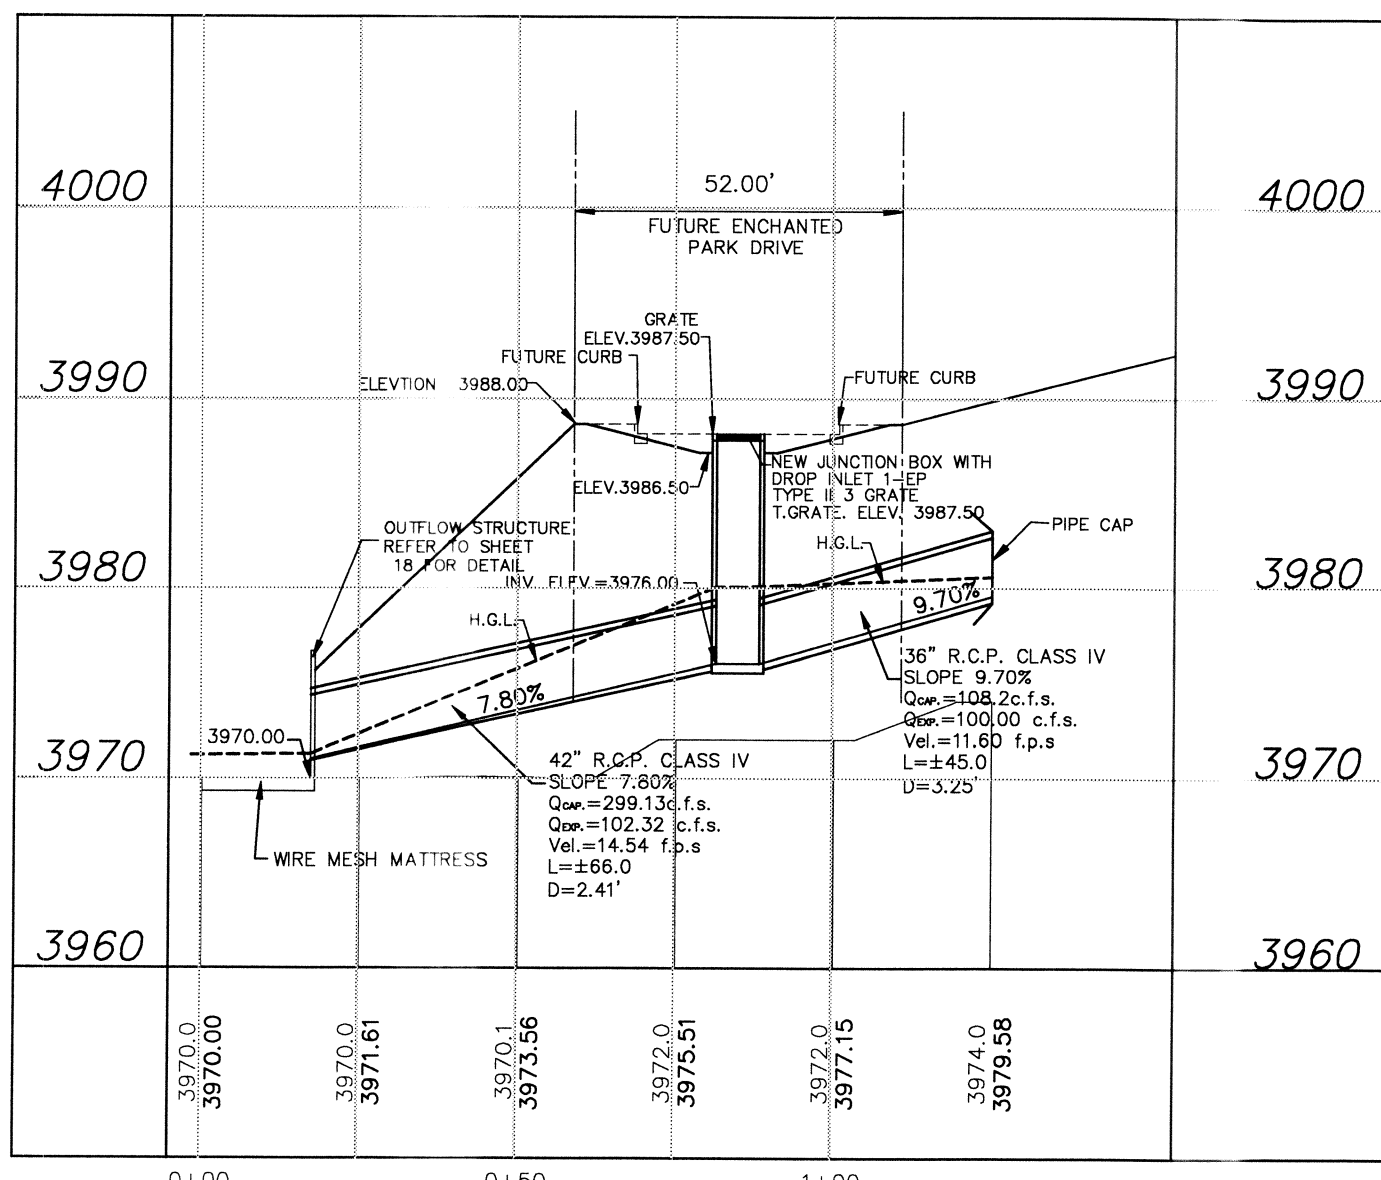 4000
4000
52.00'
FUTURE ENCHANTED
PARK DRIVE
GRATE
ELEV.3987.50
FUTURE CURB
ELEVTION 3988.00
FUTURE CURB
3990
3990
NEW JUNCTION BOX WITH
DROP INLET 1-EP
TYPE II 3 GRATE
T.GRATE. ELEV. 3987.50
ELEV.3986.50
OUTFLOW STRUCTURE
REFER TO SHEET
18 FOR DETAIL
PIPE CAP
H.G.L.
3980
3980
INV. ELEV.=3976.00
9.70%
H.G.L.
7.80%
36" R.C.P. CLASS IV
SLOPE 9.70%
QCAP.=108.2c.f.s.
QEXP.=100.00 c.f.s.
Vel.=11.60 f.p.s
L=±45.0
D=3.25'
3970.00
3970
3970
42" R.C.P. CLASS IV
SLOPE 7.80%
QCAP.=299.13c.f.s.
QEXP.=102.32 c.f.s.
Vel.=14.54 f.p.s
L=±66.0
D=2.41'
WIRE MESH MATTRESS
3960
3960
3970.0
3970.00
3970.0
3971.61
3970.1
3973.56
3972.0
3975.51
3972.0
3977.15
3974.0
3979.58
0+00
0+50
1+00